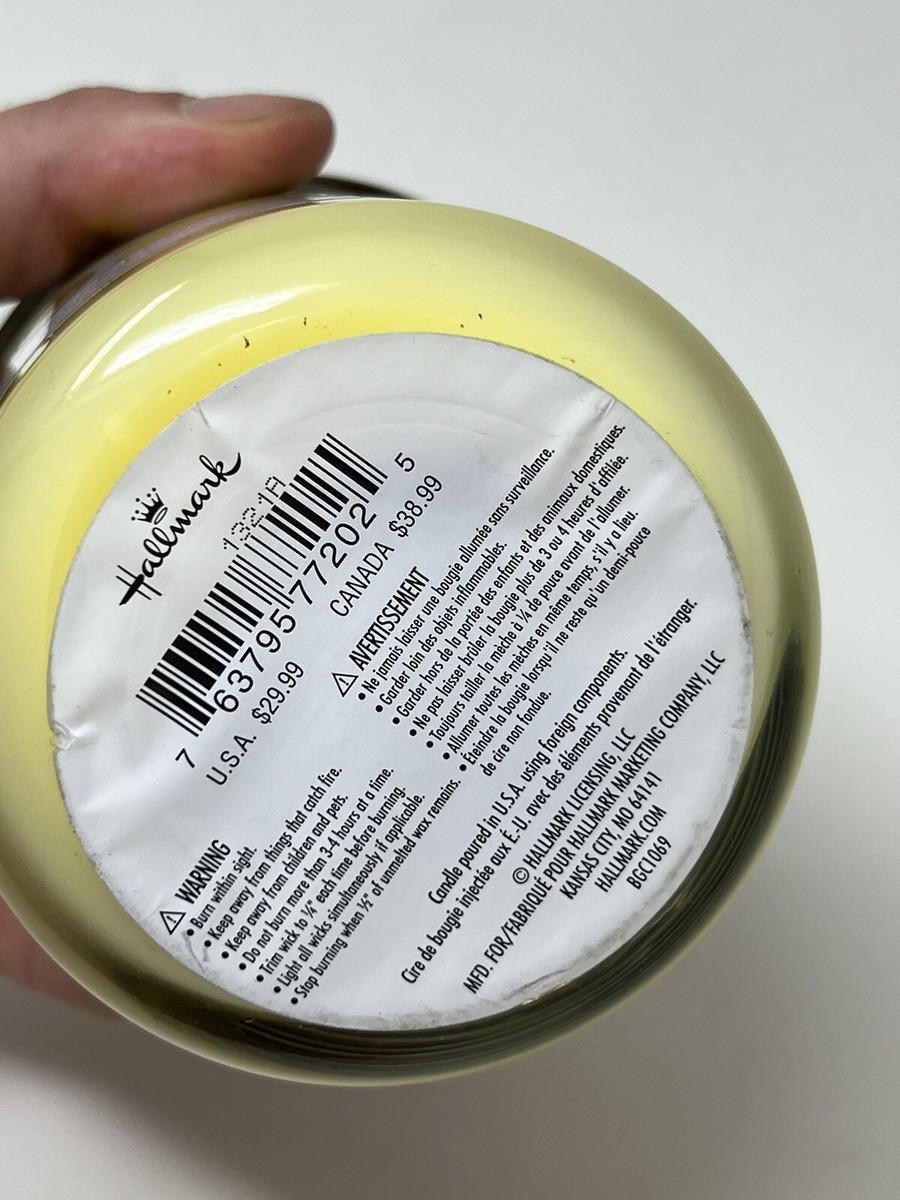 Hallmark
1321A
7 63795 77202 5
U.S.A. $29.99 CANADA $38.99
WARNING
• Burn within sight.
• Keep away from things that catch fire.
• Keep away from children and pets.
• Do not burn more than 3-4 hours at a time.
• Trim wick to ¼" each time before burning.
• Light all wicks simultaneously if applicable.
• Stop burning when ½" of unmelted wax remains.
AVERTISSEMENT
• Ne jamais laisser une bougie allumée sans surveillance.
• Garder loin des objets inflammables.
• Garder hors de la portée des enfants et des animaux domestiques.
• Ne pas laisser brûler la bougie plus de 3 ou 4 heures d'affilée.
• Toujours tailler la mèche à ¼ de pouce avant de l'allumer.
• Allumer toutes les mèches en même temps, s'il y a lieu.
• Éteindre la bougie lorsqu'il ne reste qu'un demi-pouce
de cire non fondue.
Candle poured in U.S.A. using foreign components.
Cire de bougie injectée aux É.-U. avec des éléments provenant de l'étranger.
© HALLMARK LICENSING, LLC
MFD. FOR/FABRIQUÉ POUR HALLMARK MARKETING COMPANY, LLC
KANSAS CITY, MO 64141
HALLMARK.COM
BGC1069